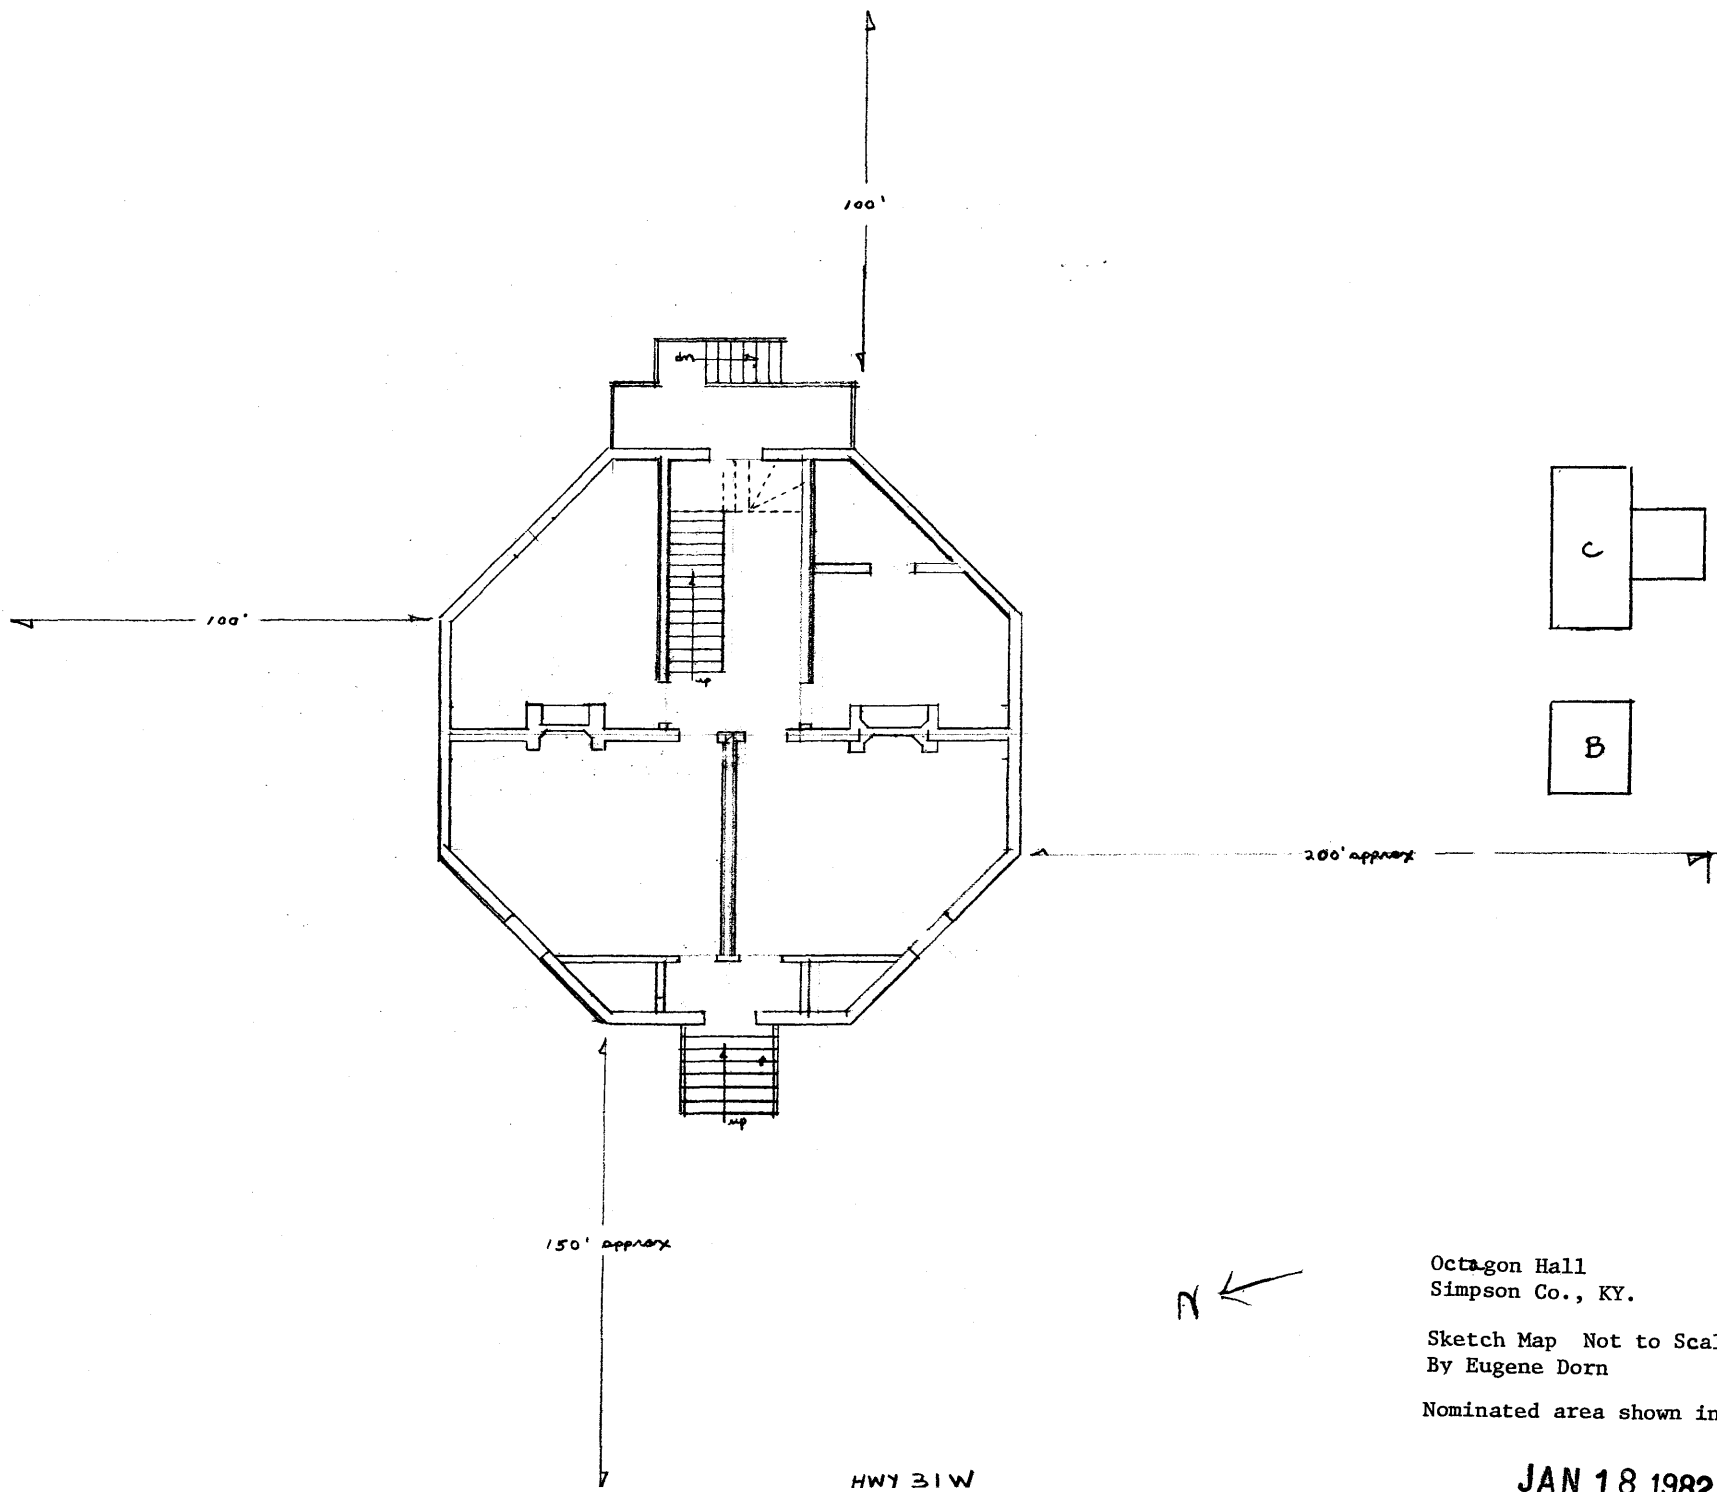 100'
dn
C
100'
up
B
200' approx
up
150' approx
N
Octagon Hall
Simpson Co., KY.
Sketch Map Not to Scal
By Eugene Dorn
Nominated area shown in
HWY 31W
JAN 18 1982